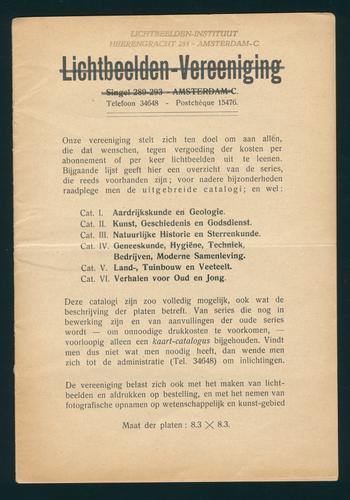 LICHTBEELDEN-INSTITUUT
HEERENGRACHT 255 - AMSTERDAM-C.
Lichtbeelden-Vereeniging
Singel 289-293 - AMSTERDAM-C.
Telefoon 34648 - Postchèque 15476.
Onze vereeniging stelt zich ten doel om aan allén,
die dat wenschen, tegen vergoeding der kosten per
abonnement of per keer lichtbeelden uit te leenen.
Bijgaande lijst geeft hier een overzicht van de series,
die reeds voorhanden zijn; voor nadere bijzonderheden
raadplege men de uitgebreide catalogi; en wel:
Cat. I. Aardrijkskunde en Geologie.
Cat. II. Kunst, Geschiedenis en Godsdienst.
Cat. III. Natuurlijke Historie en Sterrenkunde.
Cat. IV. Geneeskunde, Hygiëne, Techniek,
Bedrijven, Moderne Samenleving.
Cat. V. Land-, Tuinbouw en Veeteelt.
Cat. VI. Verhalen voor Oud en Jong.
Deze catalogi zijn zoo volledig mogelijk, ook wat de
beschrijving der platen betreft. Van series die nog in
bewerking zijn en van aanvullingen der oude series
wordt — om onnoodige drukkosten te voorkomen, —
voorloopig alleen een kaart-catalogus bijgehouden. Vindt
men dus niet wat men noodig heeft, dan wende men
zich tot de administratie (Tel. 34648) om inlichtingen.
De vereeniging belast zich ook met het maken van licht-
beelden en afdrukken op bestelling, en met het nemen van
fotografische opnamen op wetenschappelijk en kunst-gebied
Maat der platen: 8.3 × 8.3.